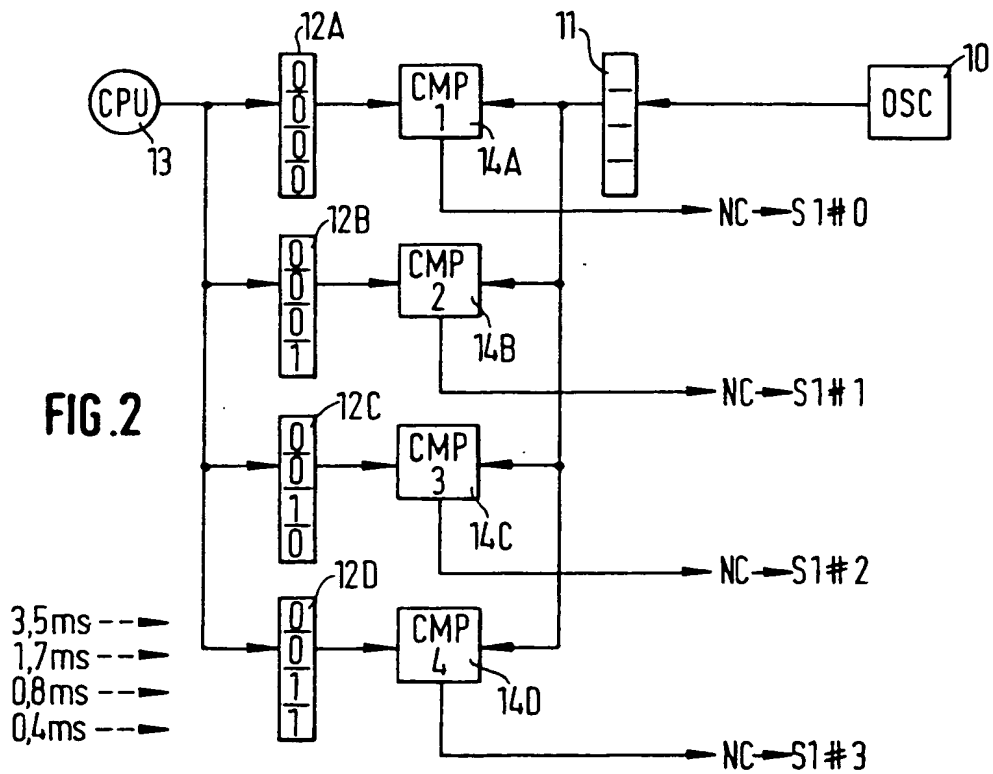 12A
11
10
CPU
0
0
0
0
CMP
1
OSC
13
14A
NC S1#0
12B
0
0
0
1
CMP
2
14B
NC S1#1
FIG.2
12C
0
0
1
0
CMP
3
14C
NC S1#2
12D
3,5ms
1,7ms
0,8ms
0,4ms
0
0
1
1
CMP
4
14D
NC S1#3